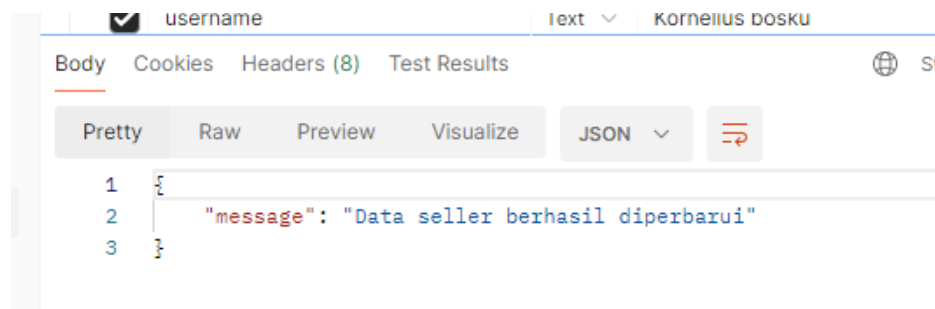 username Text Kornelius bosku
Body Cookies Headers (8) Test Results
Pretty Raw Preview Visualize JSON
1 {
2 "message": "Data seller berhasil diperbarui"
3 }